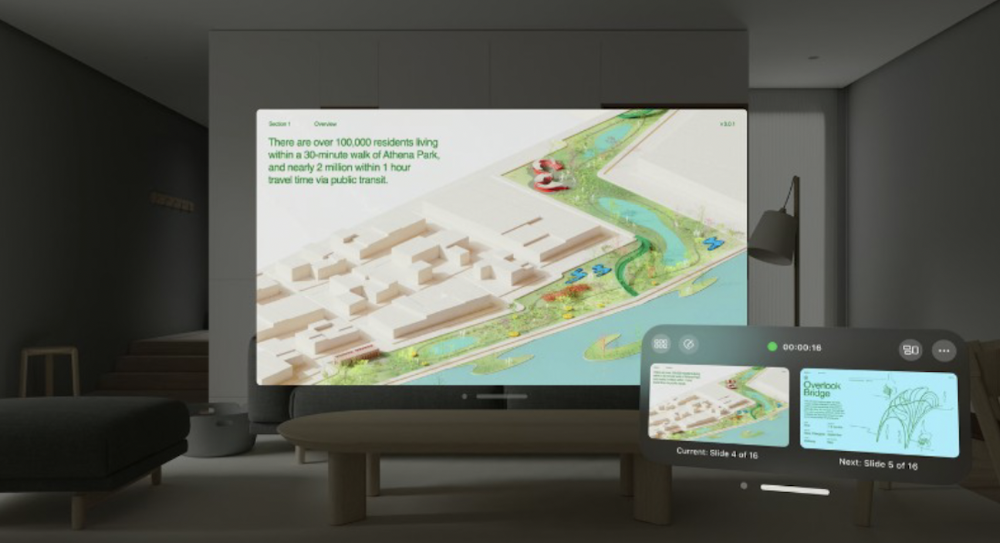 Section 1
Overview
v 3.0.1
There are over 100,000 residents living
within a 30-minute walk of Athena Park,
and nearly 2 million within 1 hour
travel time via public transit.
00:00:16
Overlook
Bridge
Current: Slide 4 of 16
Next: Slide 5 of 16